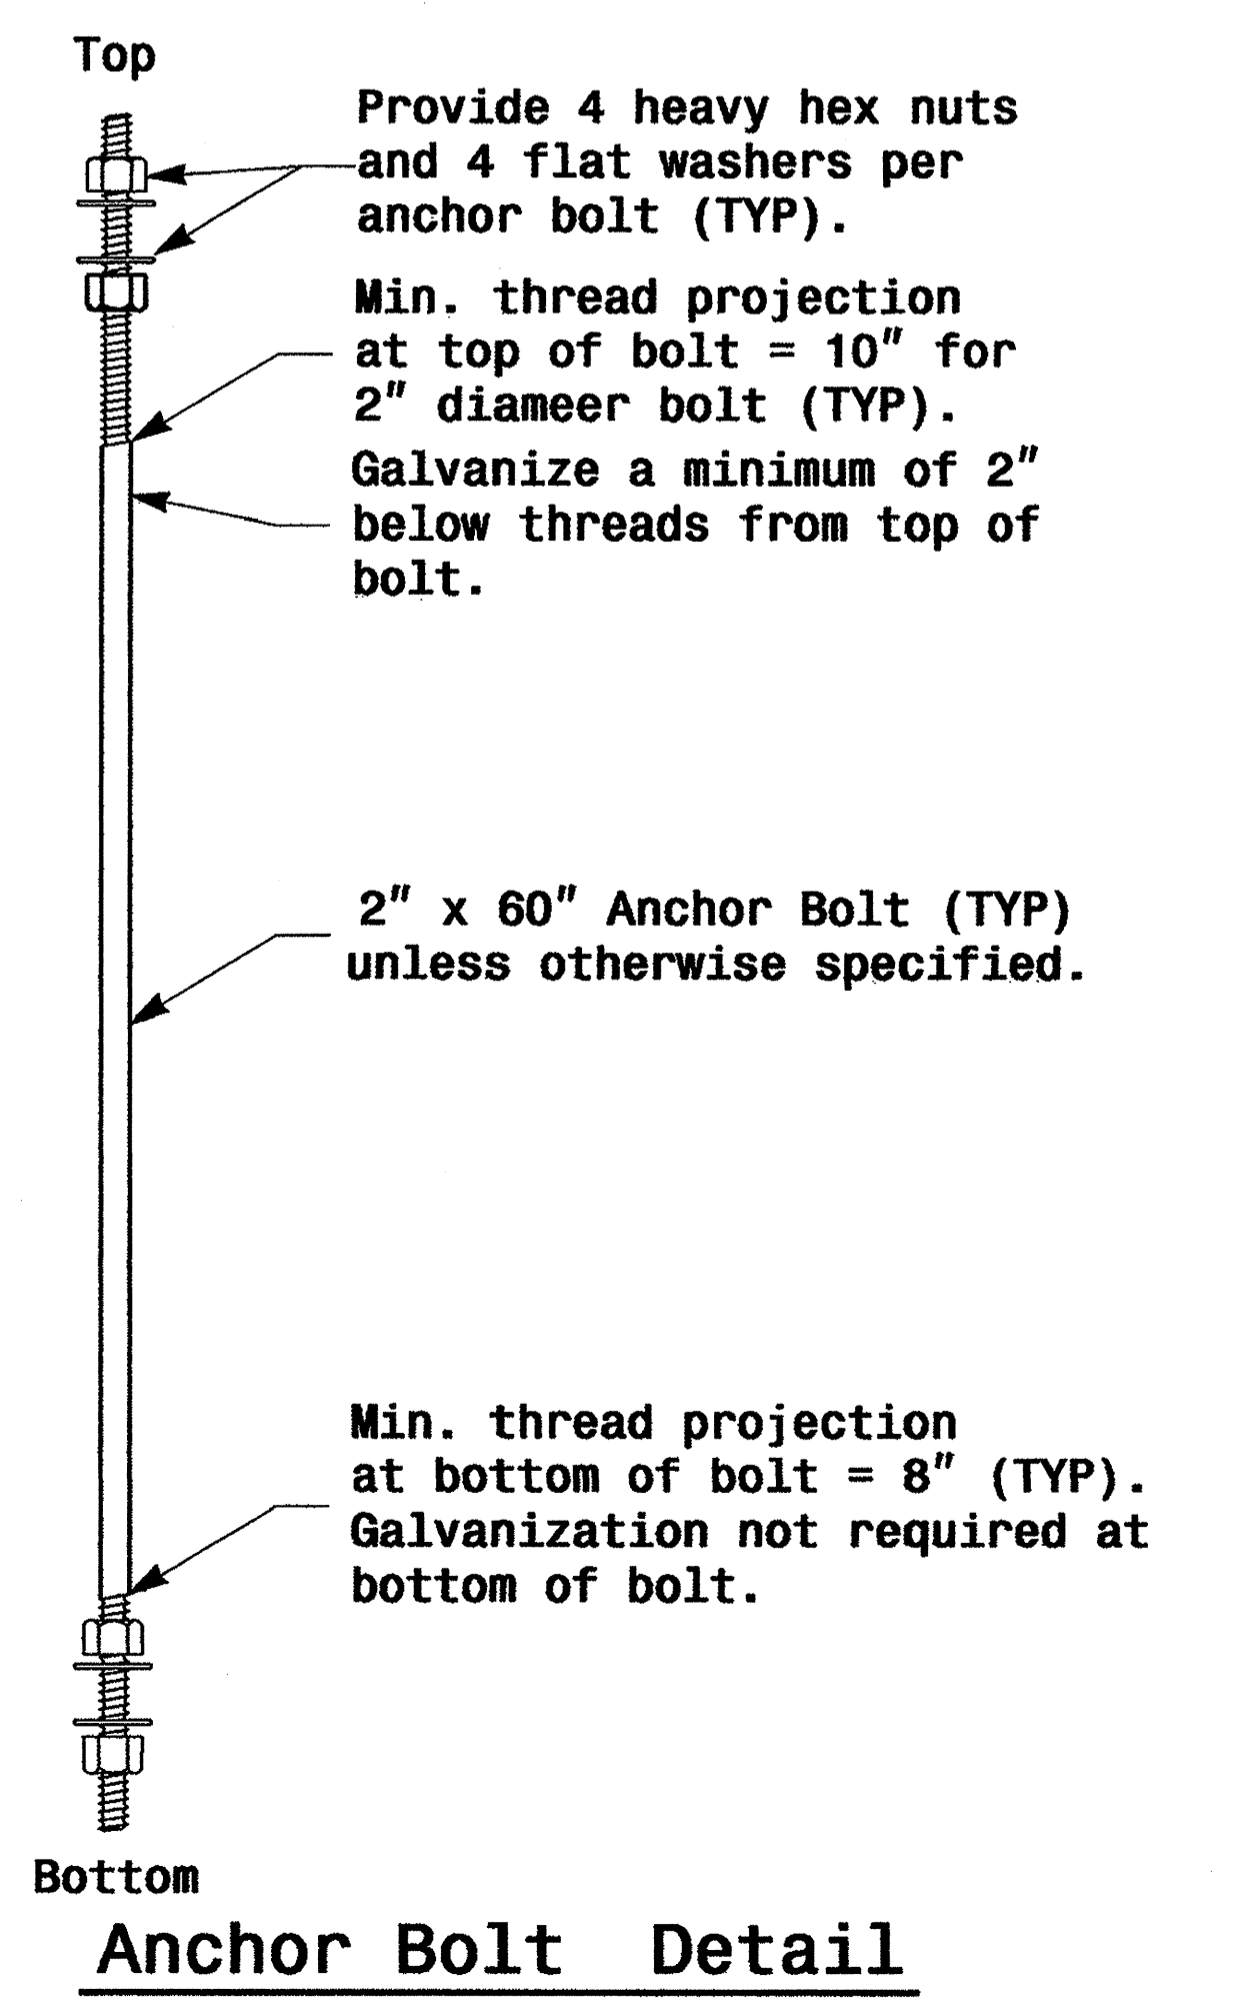 Top
Provide 4 heavy hex nuts
and 4 flat washers per
anchor bolt (TYP).
Min. thread projection
at top of bolt = 10" for
2" diameer bolt (TYP).
Galvanize a minimum of 2"
below threads from top of
bolt.
2" x 60" Anchor Bolt (TYP)
unless otherwise specified.
Min. thread projection
at bottom of bolt = 8" (TYP).
Galvanization not required at
bottom of bolt.
Bottom
Anchor Bolt Detail